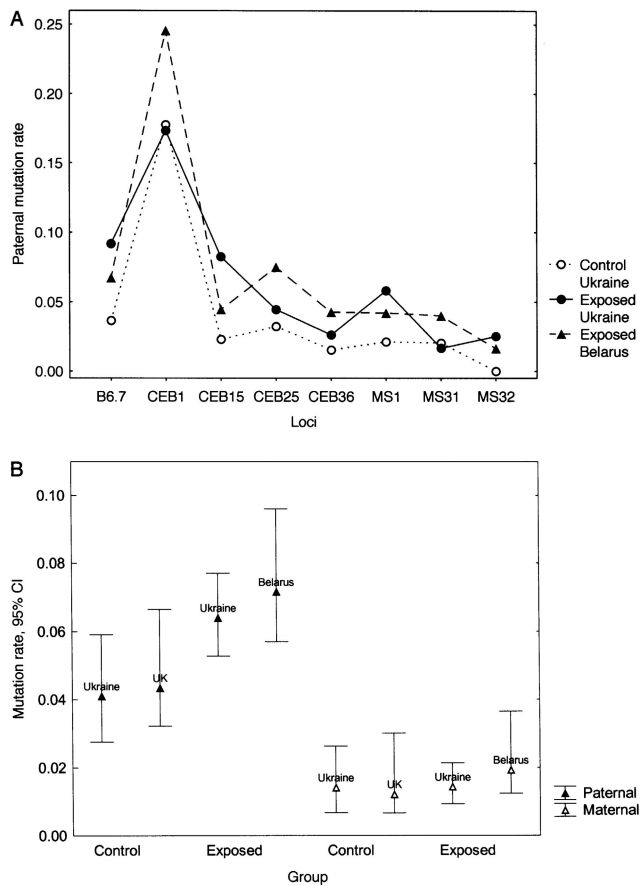 A
0.25
0.20
0.15
0.10
0.05
0.00
Paternal mutation rate
B6.7 CEB1 CEB15 CEB25 CEB36 MS1 MS31 MS32
Loci
Control
Ukraine
Exposed
Ukraine
Exposed
Belarus
B
0.10
0.08
0.06
0.04
0.02
0.00
Mutation rate, 95% CI
Ukraine
UK
Ukraine
Belarus
Ukraine
UK
Ukraine
Belarus
Control Exposed Control Exposed
Group
Paternal
Maternal